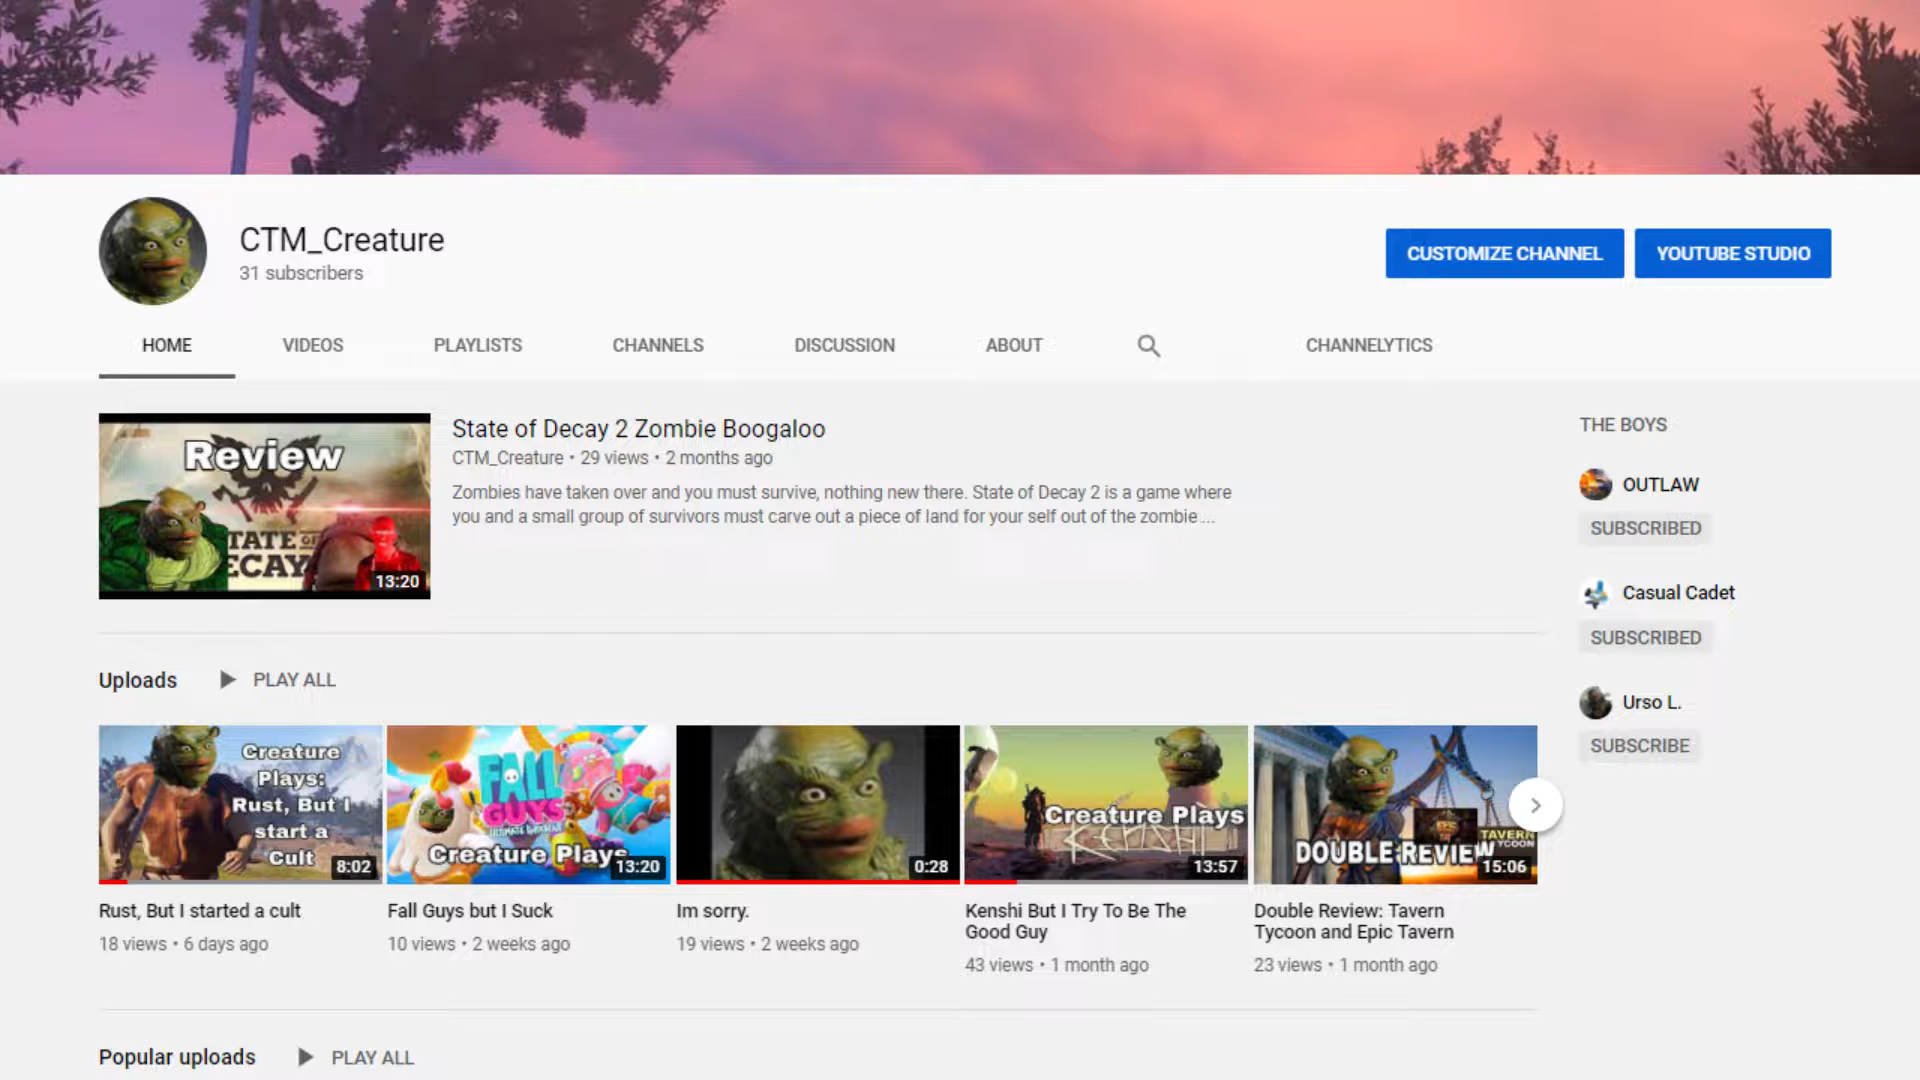 CTM_Creature
31 subscribers
CUSTOMIZE CHANNEL
YOUTUBE STUDIO
HOME
VIDEOS
PLAYLISTS
CHANNELS
DISCUSSION
ABOUT
CHANNELYTICS
Review
TATE OF
ECAY
13:20
State of Decay 2 Zombie Boogaloo
CTM_Creature • 29 views • 2 months ago
Zombies have taken over and you must survive, nothing new there. State of Decay 2 is a game where
you and a small group of survivors must carve out a piece of land for your self out of the zombie ...
THE BOYS
OUTLAW
SUBSCRIBED
Casual Cadet
SUBSCRIBED
Urso L.
SUBSCRIBE
Uploads
PLAY ALL
Creature
Plays:
Rust, But I
start a
Cult
8:02
Rust, But I started a cult
18 views • 6 days ago
FALL
GUYS
ULTIMATE KNOCKOUT
Creature Plays
13:20
Fall Guys but I Suck
10 views • 2 weeks ago
0:28
Im sorry.
19 views • 2 weeks ago
Creature Plays
KENSHI
13:57
Kenshi But I Try To Be The
Good Guy
43 views • 1 month ago
EPIC
TAVERN
TYCOON
DOUBLE REVIEW
15:06
Double Review: Tavern
Tycoon and Epic Tavern
23 views • 1 month ago
Popular uploads
PLAY ALL